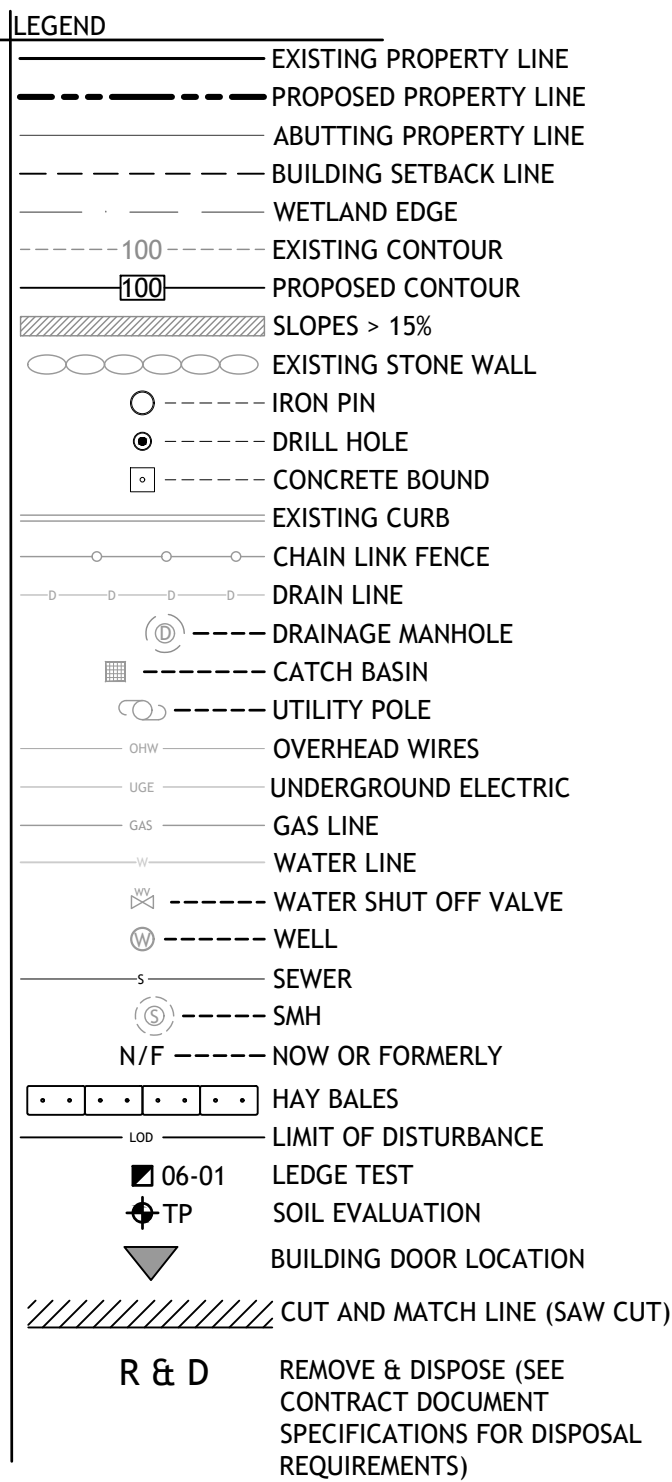 LEGEND
EXISTING PROPERTY LINE
PROPOSED PROPERTY LINE
ABUTTING PROPERTY LINE
BUILDING SETBACK LINE
WETLAND EDGE
100 EXISTING CONTOUR
100 PROPOSED CONTOUR
SLOPES > 15%
EXISTING STONE WALL
IRON PIN
DRILL HOLE
CONCRETE BOUND
EXISTING CURB
CHAIN LINK FENCE
D D D D DRAIN LINE
D DRAINAGE MANHOLE
CATCH BASIN
UTILITY POLE
OHW OVERHEAD WIRES
UGE UNDERGROUND ELECTRIC
GAS GAS LINE
W WATER LINE
WV WATER SHUT OFF VALVE
W WELL
S SEWER
S SMH
N/F NOW OR FORMERLY
HAY BALES
LOD LIMIT OF DISTURBANCE
06-01 LEDGE TEST
TP SOIL EVALUATION
BUILDING DOOR LOCATION
CUT AND MATCH LINE (SAW CUT)
R & D REMOVE & DISPOSE (SEE
CONTRACT DOCUMENT
SPECIFICATIONS FOR DISPOSAL
REQUIREMENTS)